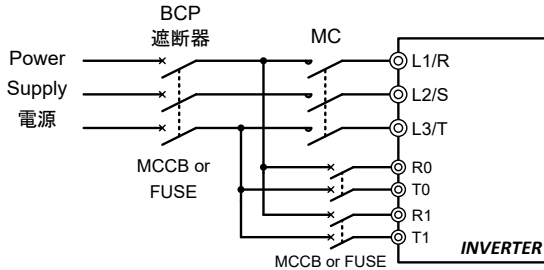 BCP
遮断器
MC
Power
Supply
電源
L1/R
L2/S
L3/T
MCCB or
FUSE
R0
T0
R1
T1
MCCB or FUSE
INVERTER